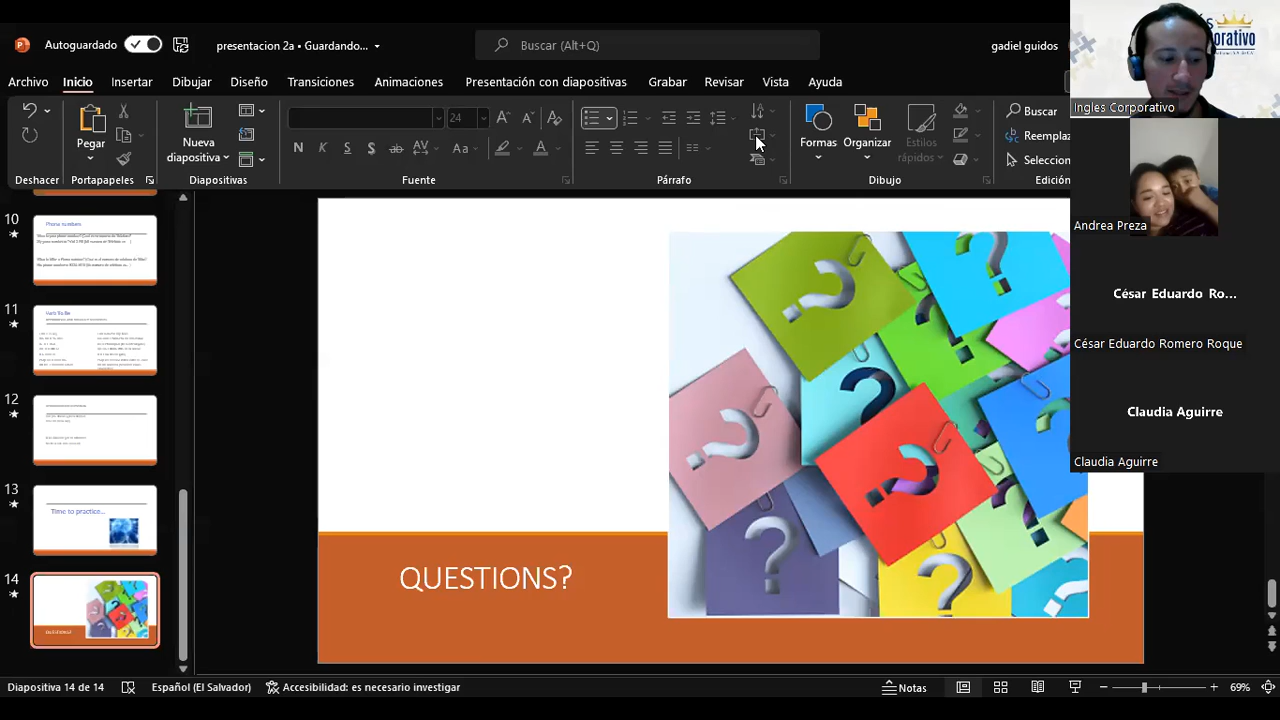 Autoguardado
presentacion 2a • Guardando...
Buscar (Alt+Q)
gadiel guidos
Archivo
Inicio
Insertar
Dibujar
Diseño
Transiciones
Animaciones
Presentación con diapositivas
Grabar
Revisar
Vista
Ayuda
Pegar
Nueva
diapositiva
24
N
K
S
S
ab
AV
Aa
A
A
A
A
Formas
Organizar
Estilos
rápidos
Buscar
Reempla
Seleccion
Deshacer
Portapapeles
Diapositivas
Fuente
Párrafo
Dibujo
Edición
Ingles Corporativo
Andrea Preza
César Eduardo Ro...
César Eduardo Romero Roque
Claudia Aguirre
Claudia Aguirre
10
Phone numbers
11
Verb To Be
12
13
Time to practice...
14
QUESTIONS?
QUESTIONS?
Diapositiva 14 de 14
Español (El Salvador)
Accesibilidad: es necesario investigar
Notas
69%